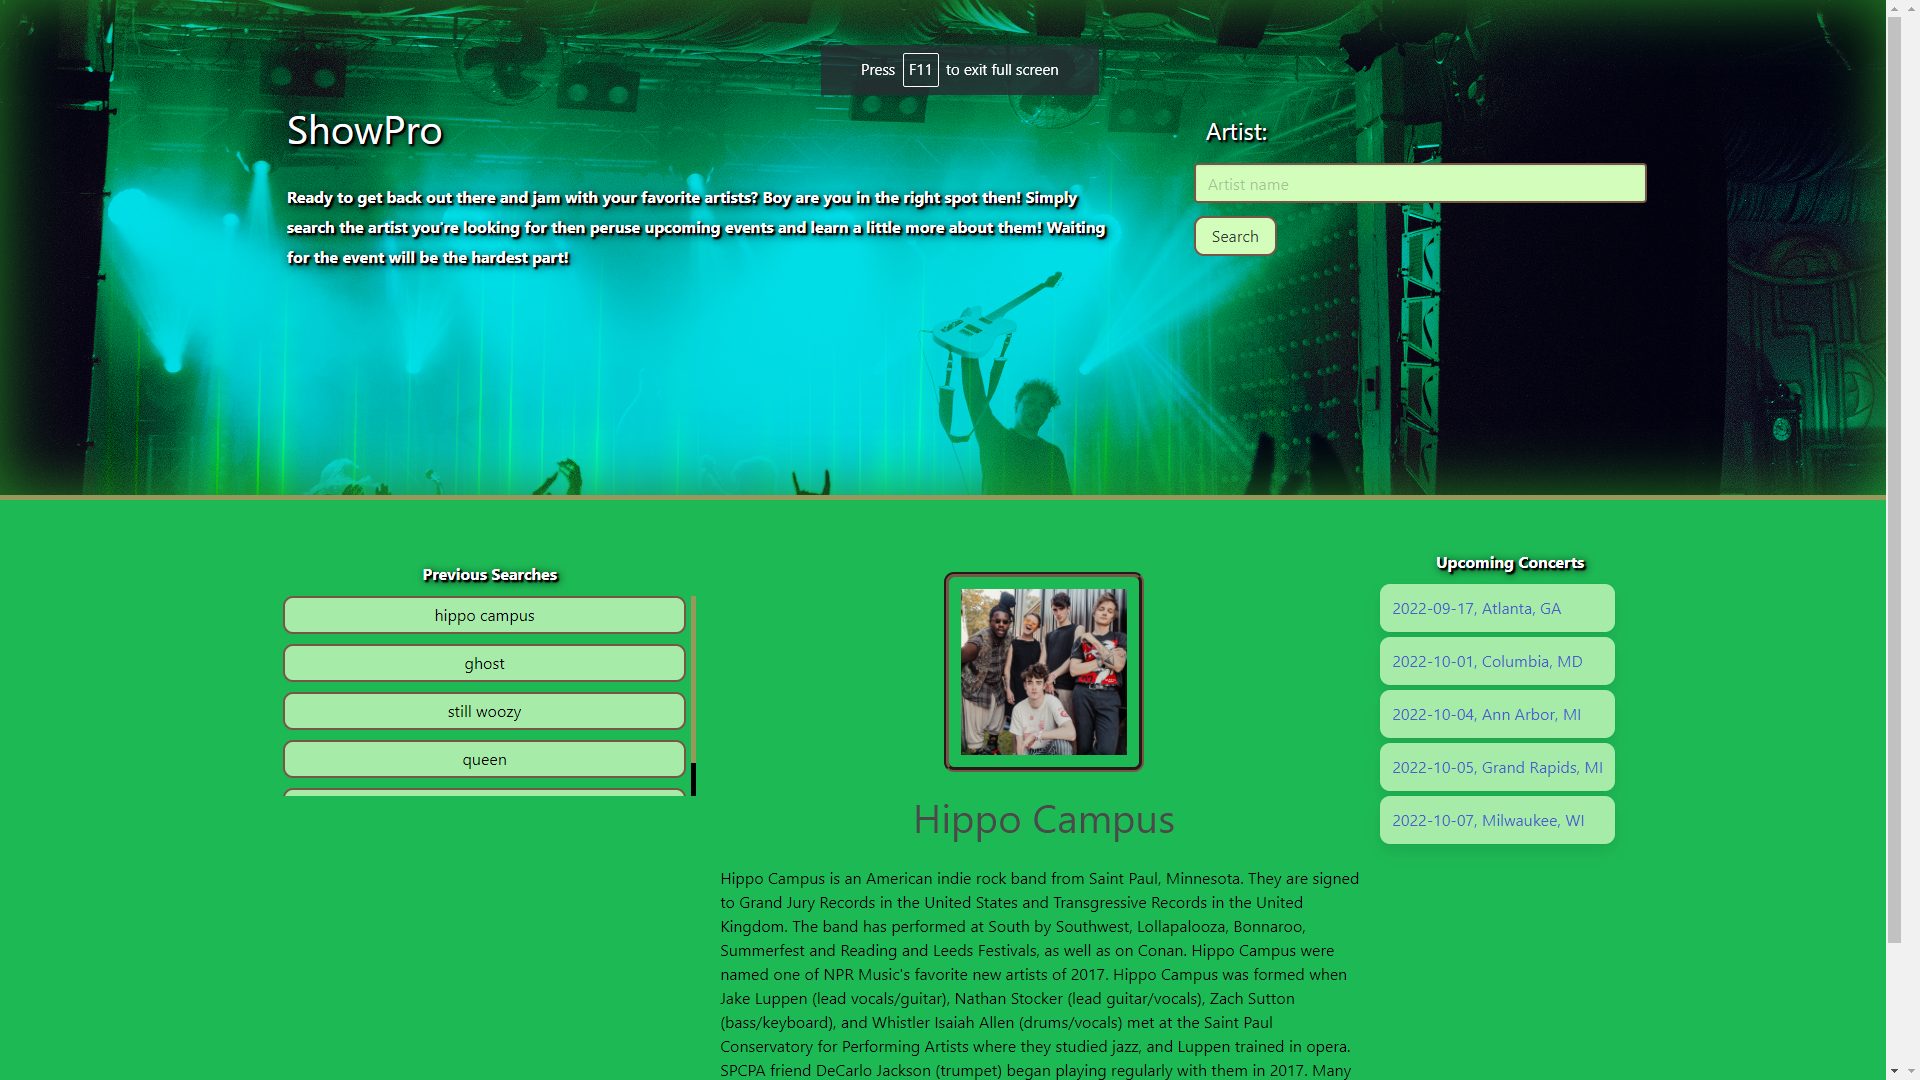 Press F11 to exit full screen
ShowPro
Ready to get back out there and jam with your favorite artists? Boy are you in the right spot then! Simply
search the artist you're looking for then peruse upcoming events and learn a little more about them! Waiting
for the event will be the hardest part!
Artist:
Artist name
Search
Previous Searches
hippo campus
ghost
still woozy
queen
Hippo Campus
Hippo Campus is an American indie rock band from Saint Paul, Minnesota. They are signed
to Grand Jury Records in the United States and Transgressive Records in the United
Kingdom. The band has performed at South by Southwest, Lollapalooza, Bonnaroo,
Summerfest and Reading and Leeds Festivals, as well as on Conan. Hippo Campus were
named one of NPR Music's favorite new artists of 2017. Hippo Campus was formed when
Jake Luppen (lead vocals/guitar), Nathan Stocker (lead guitar/vocals), Zach Sutton
(bass/keyboard), and Whistler Isaiah Allen (drums/vocals) met at the Saint Paul
Conservatory for Performing Artists where they studied jazz, and Luppen trained in opera.
SPCPA friend DeCarlo Jackson (trumpet) began playing regularly with them in 2017. Many
Upcoming Concerts
2022-09-17, Atlanta, GA
2022-10-01, Columbia, MD
2022-10-04, Ann Arbor, MI
2022-10-05, Grand Rapids, MI
2022-10-07, Milwaukee, WI